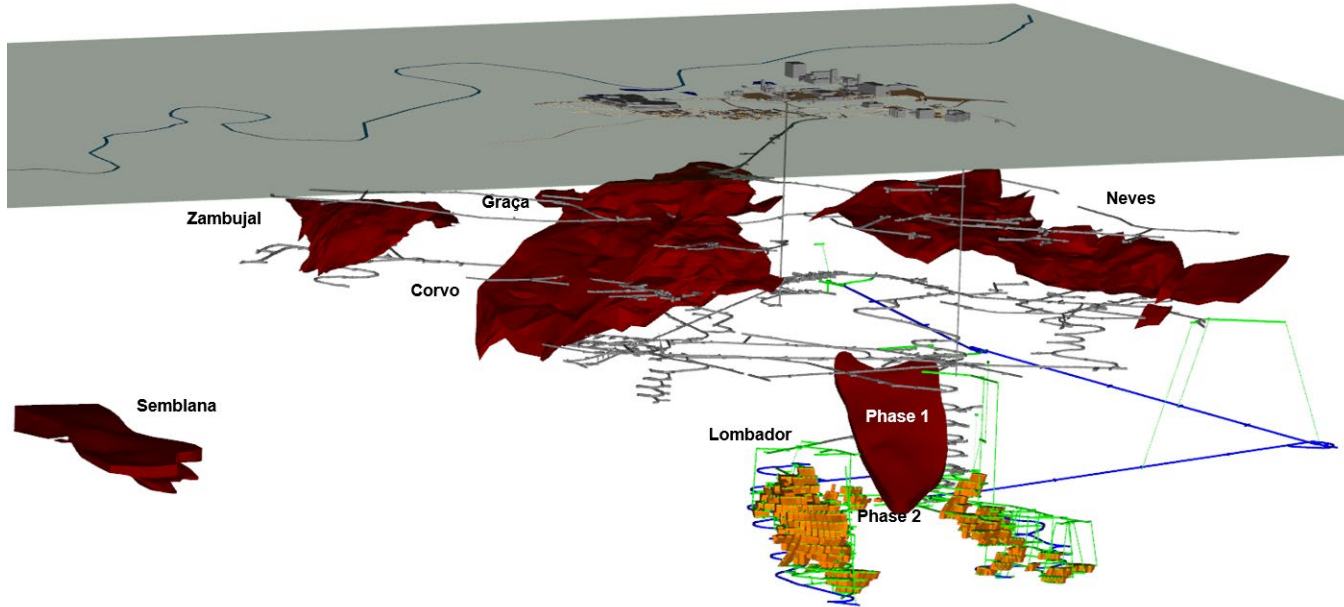 Neves
Graça
Zambujal
Corvo
Semblana
Phase 1
Lombador
Phase 2